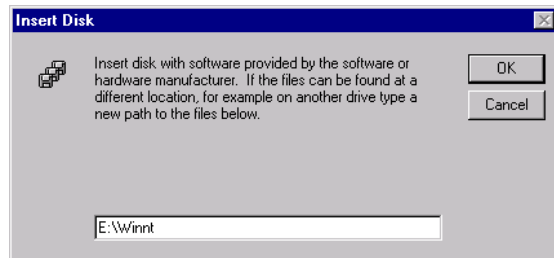 Insert Disk
Insert disk with software provided by the software or
hardware manufacturer. If the files can be found at a
different location, for example on another drive type a
new path to the files below.
OK
Cancel
E:\Winnt